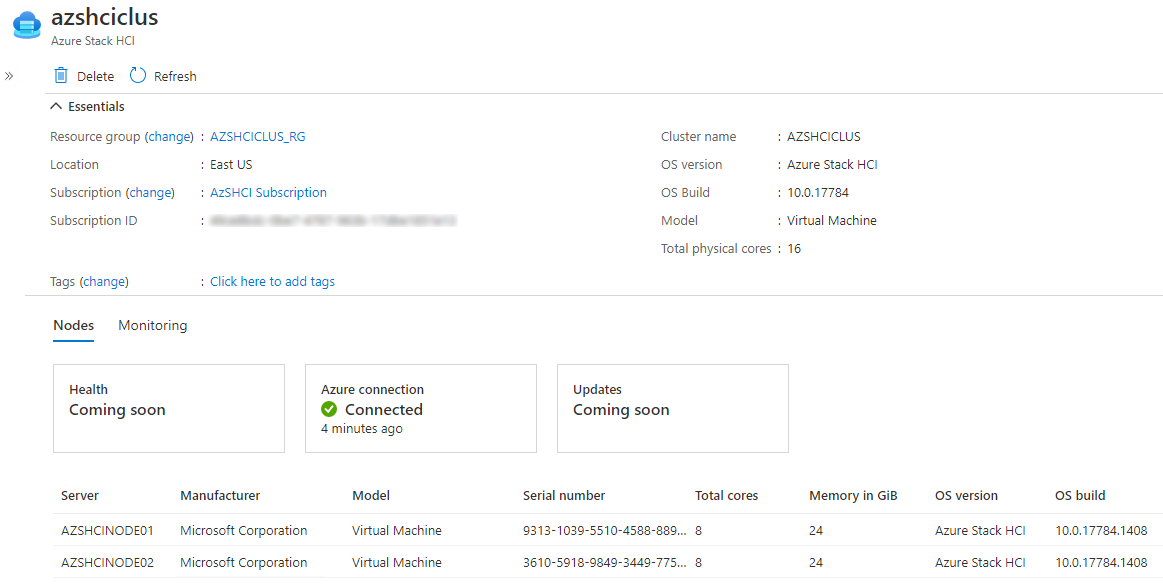 azshciclus
Azure Stack HCI
Delete Refresh
Essentials
Resource group (change) : AZSHCICLUS_RG Cluster name : AZSHCICLUS
Location : East US OS version : Azure Stack HCI
Subscription (change) : AzSHCI Subscription OS Build : 10.0.17784
Subscription ID : Model : Virtual Machine
Total physical cores : 16
Tags (change) : Click here to add tags
Nodes Monitoring
Health Azure connection Updates
Coming soon Connected Coming soon
4 minutes ago
Server Manufacturer Model Serial number Total cores Memory in GiB OS version OS build
AZSHCINODE01 Microsoft Corporation Virtual Machine 9313-1039-5510-4588-889... 8 24 Azure Stack HCI 10.0.17784.1408
AZSHCINODE02 Microsoft Corporation Virtual Machine 3610-5918-9849-3449-775... 8 24 Azure Stack HCI 10.0.17784.1408